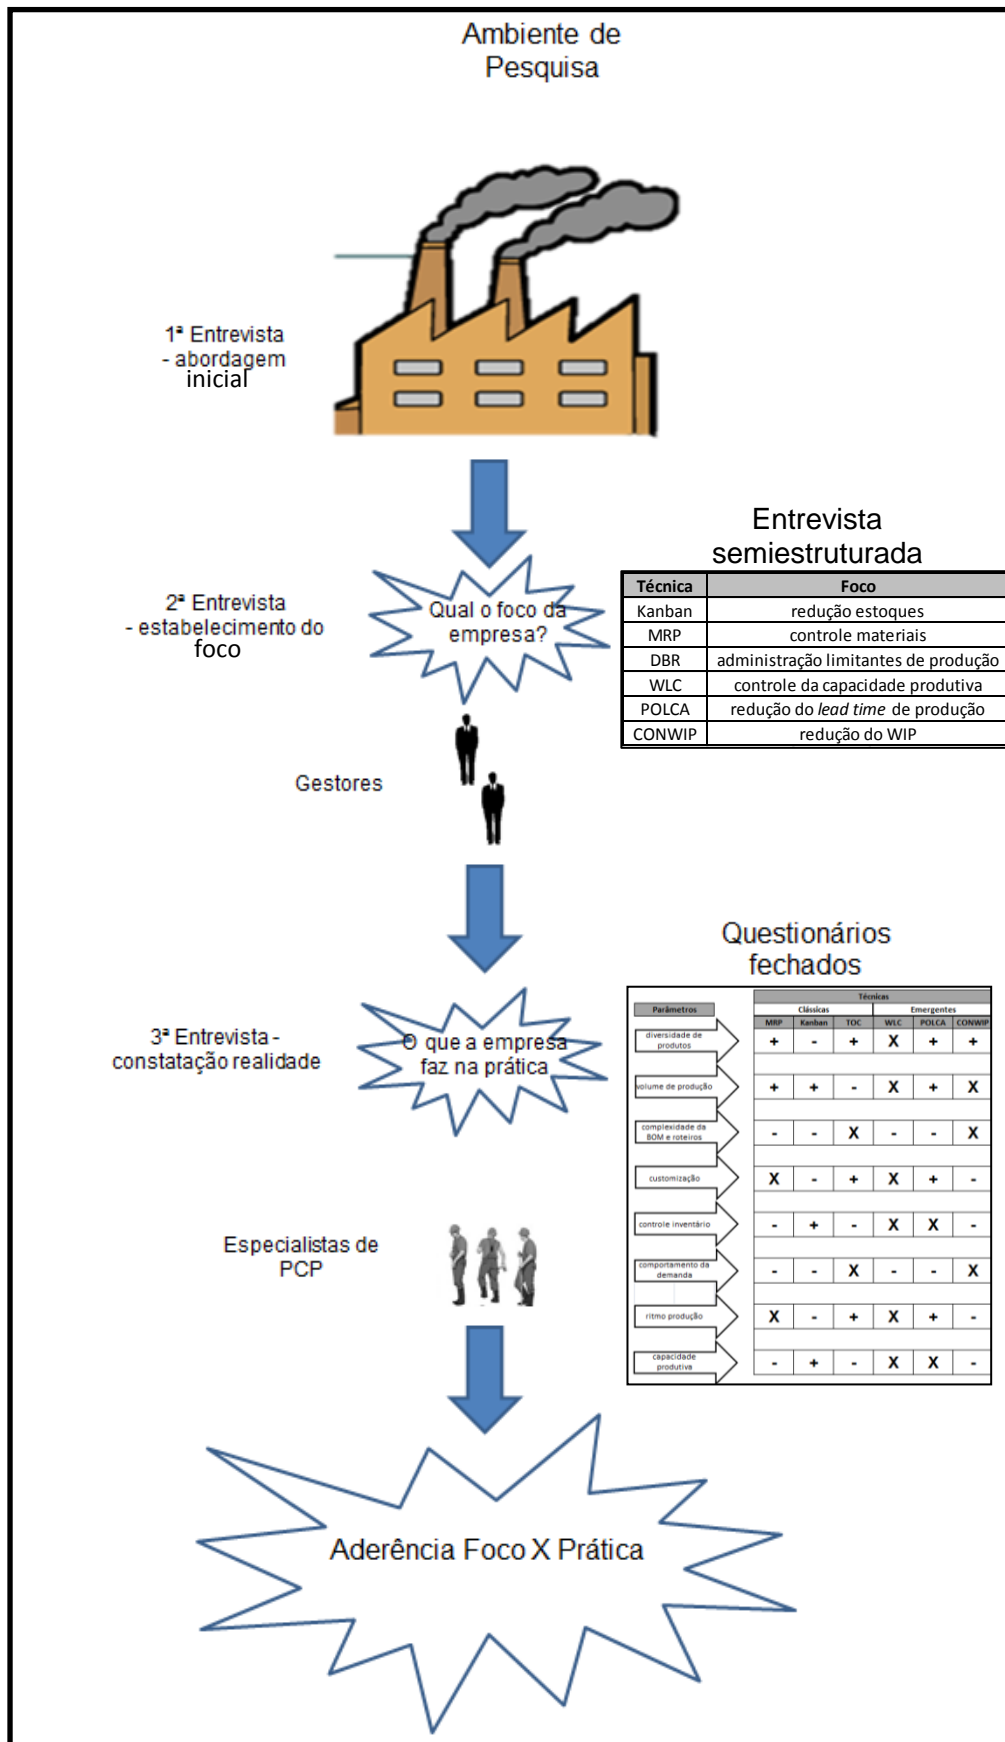 Ambiente de
Pesquisa
1ª Entrevista
- abordagem
inicial
Entrevista
semiestruturada
2ª Entrevista
- estabelecimento do
foco
Qual o foco da
empresa?
Técnica Foco
Kanban redução estoques
MRP controle materiais
DBR administração limitantes de produção
WLC controle da capacidade produtiva
POLCA redução do lead time de produção
CONWIP redução do WIP
Gestores
Questionários
fechados
3ª Entrevista -
constatação realidade
O que a empresa
faz na prática
Técnicas
Parâmetros Clássicas Emergentes
MRP Kanban TOC WLC POLCA CONWIP
diversidade de
produtos
+ - + X + +
volume de produção + + - X + X
complexidade da
BOM e roteiros
- - X - - X
customização X - + X + -
controle inventário - + - X X -
comportamento da
demanda
- - X - - X
ritmo produção X - + X + -
capacidade
produtiva
- + - X X -
Especialistas de
PCP
Aderência Foco X Prática